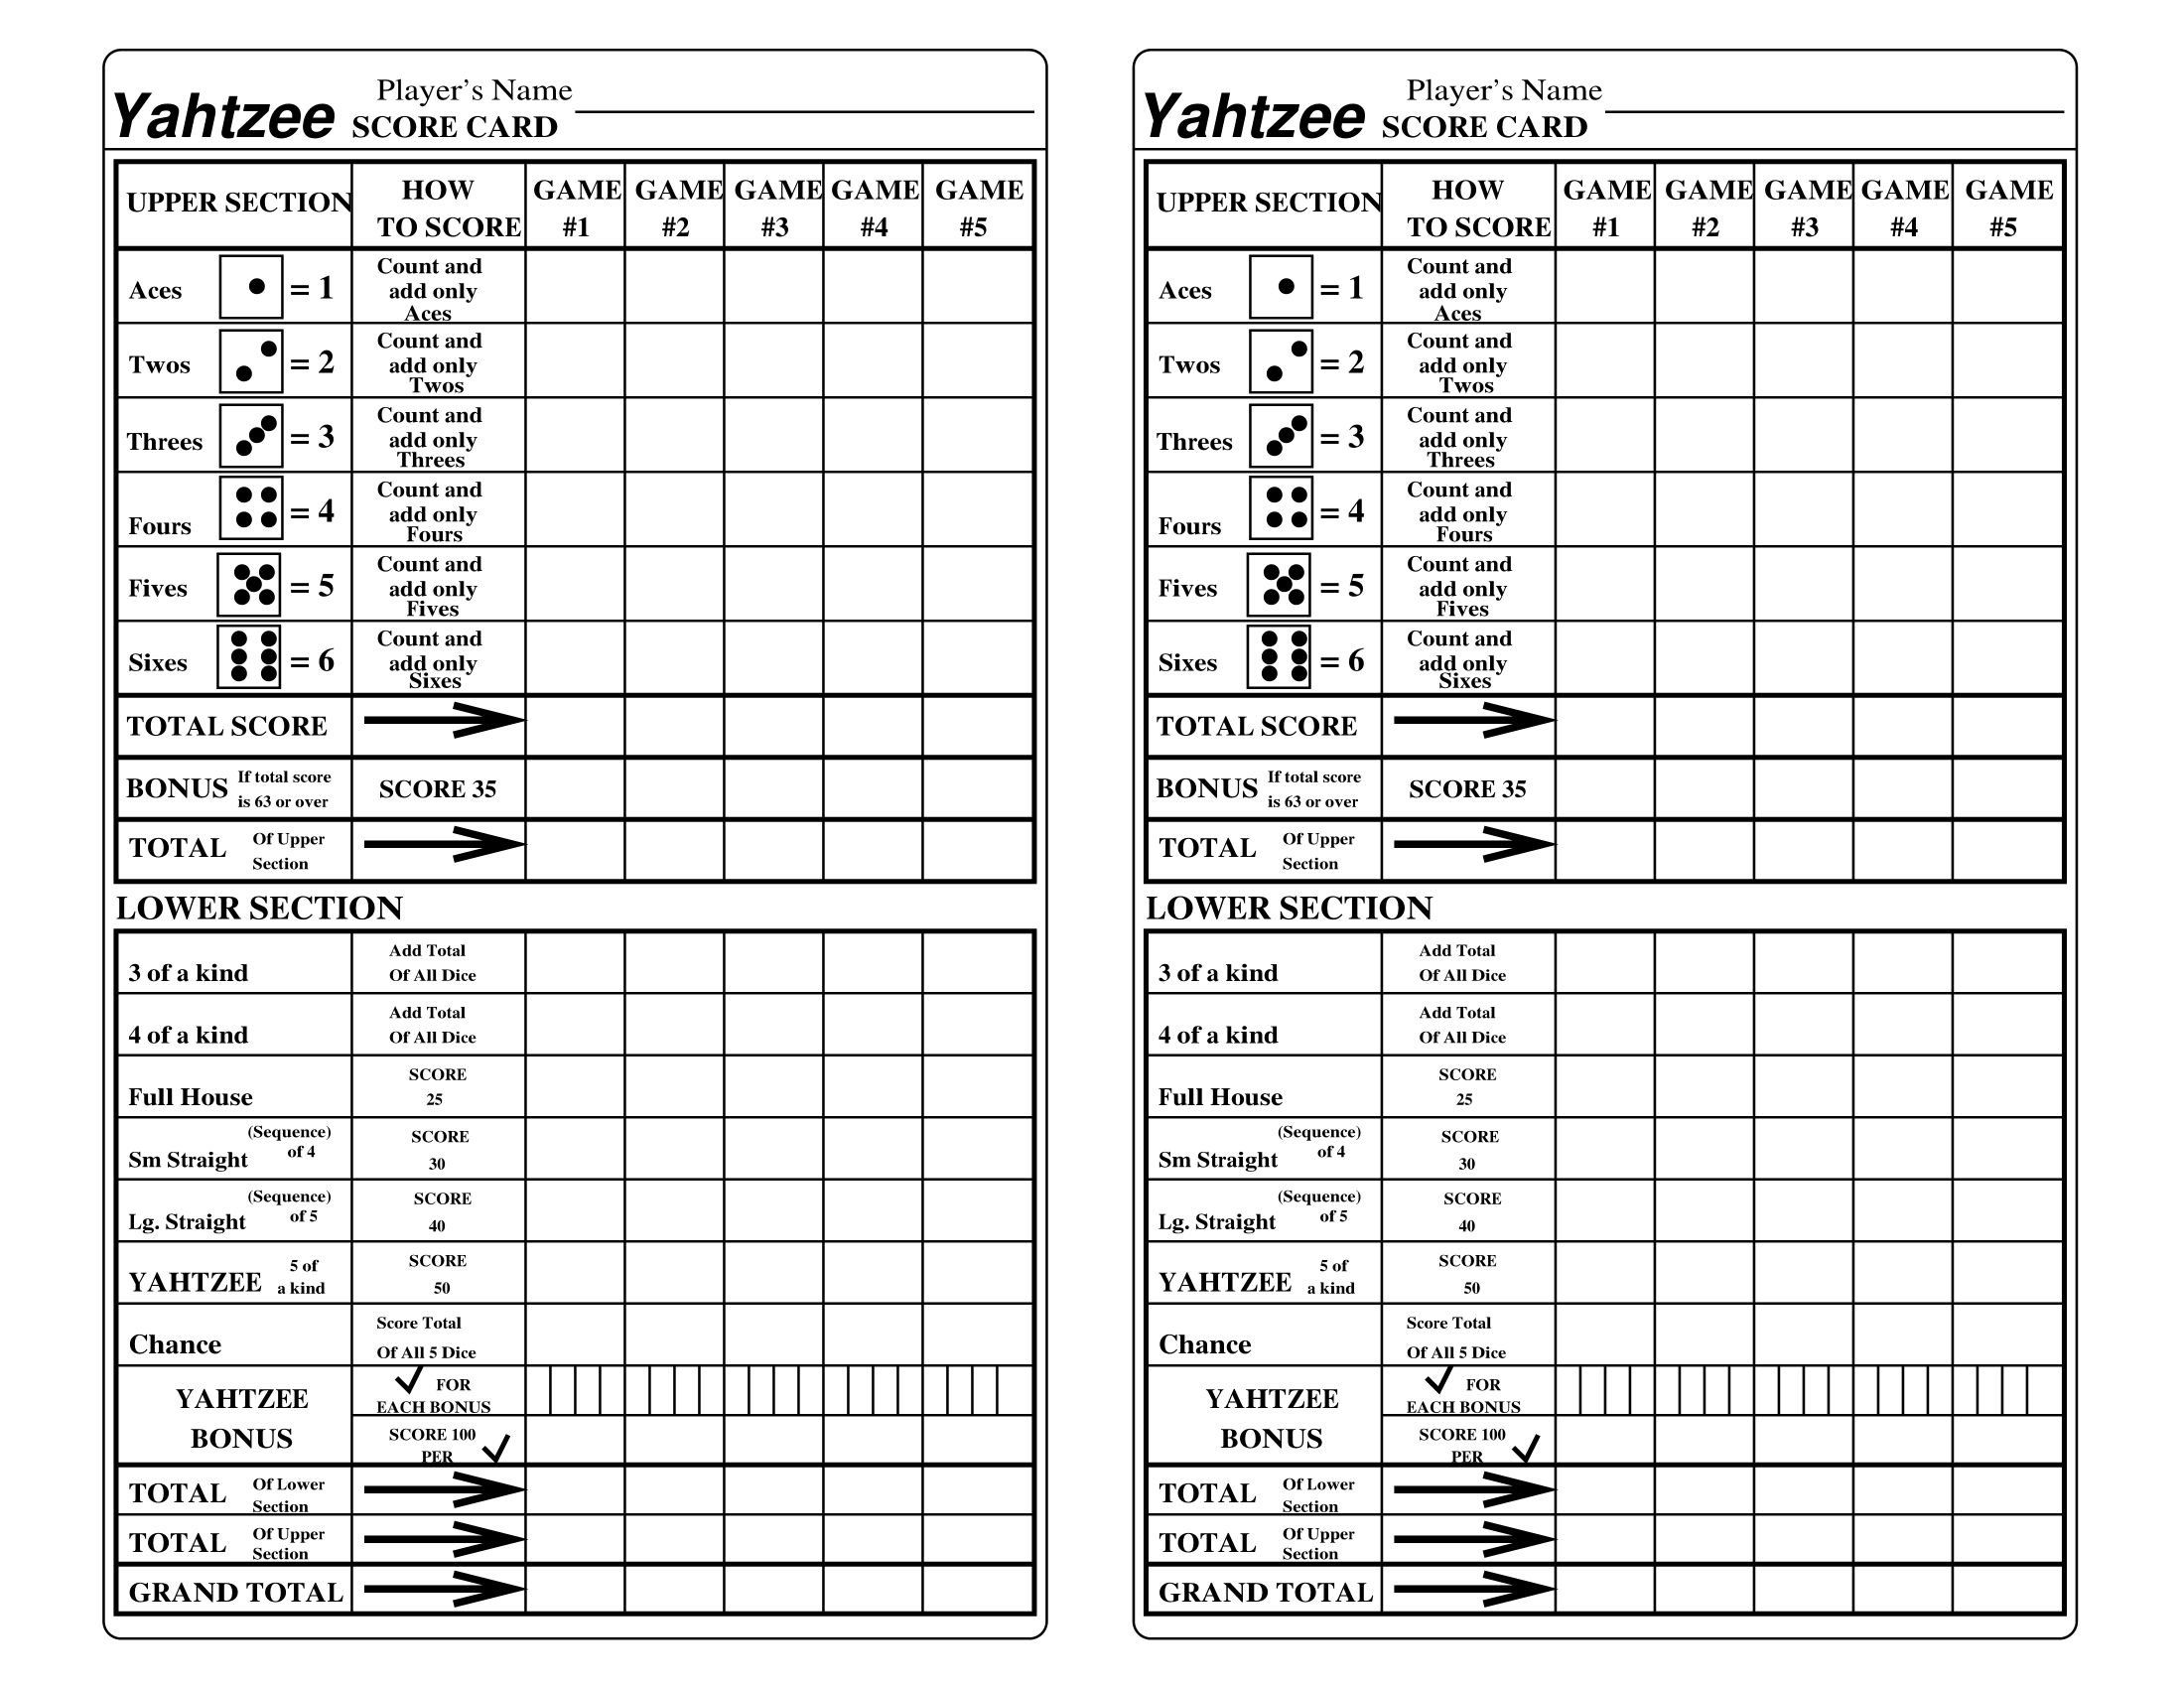 Player’s Name
Yahtzee SCORE CARD
UPPER SECTION HOW TO SCORE GAME #1 GAME #2 GAME #3 GAME #4 GAME #5
Aces = 1 Count and add only Aces
Twos = 2 Count and add only Twos
Threes = 3 Count and add only Threes
Fours = 4 Count and add only Fours
Fives = 5 Count and add only Fives
Sixes = 6 Count and add only Sixes
TOTAL SCORE
BONUS If total score is 63 or over SCORE 35
TOTAL Of Upper Section
LOWER SECTION
3 of a kind Add Total Of All Dice
4 of a kind Add Total Of All Dice
Full House SCORE 25
Sm Straight (Sequence) of 4 SCORE 30
Lg. Straight (Sequence) of 5 SCORE 40
YAHTZEE 5 of a kind SCORE 50
Chance Score Total Of All 5 Dice
YAHTZEE BONUS ✓ FOR EACH BONUS
SCORE 100 PER ✓
TOTAL Of Lower Section
TOTAL Of Upper Section
GRAND TOTAL
Player’s Name
Yahtzee SCORE CARD
UPPER SECTION HOW TO SCORE GAME #1 GAME #2 GAME #3 GAME #4 GAME #5
Aces = 1 Count and add only Aces
Twos = 2 Count and add only Twos
Threes = 3 Count and add only Threes
Fours = 4 Count and add only Fours
Fives = 5 Count and add only Fives
Sixes = 6 Count and add only Sixes
TOTAL SCORE
BONUS If total score is 63 or over SCORE 35
TOTAL Of Upper Section
LOWER SECTION
3 of a kind Add Total Of All Dice
4 of a kind Add Total Of All Dice
Full House SCORE 25
Sm Straight (Sequence) of 4 SCORE 30
Lg. Straight (Sequence) of 5 SCORE 40
YAHTZEE 5 of a kind SCORE 50
Chance Score Total Of All 5 Dice
YAHTZEE BONUS ✓ FOR EACH BONUS
SCORE 100 PER ✓
TOTAL Of Lower Section
TOTAL Of Upper Section
GRAND TOTAL